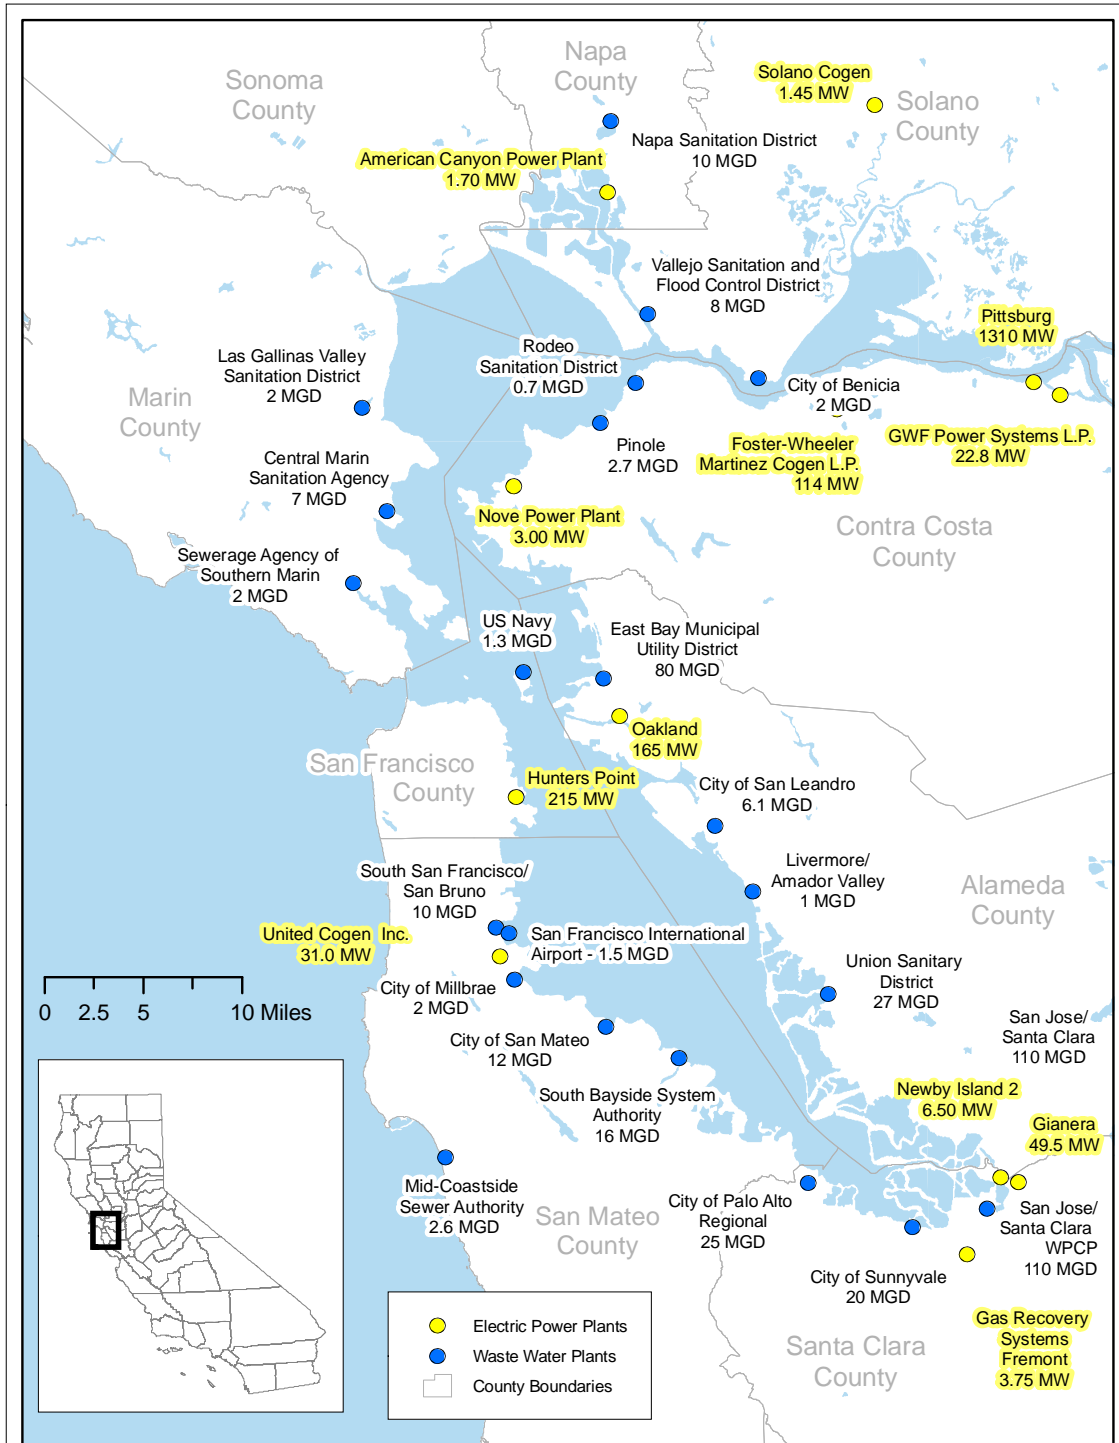 Napa
County
Sonoma
County
Solano Cogen
1.45 MW
Solano
County
Napa Sanitation District
10 MGD
American Canyon Power Plant
1.70 MW
Vallejo Sanitation and
Flood Control District
8 MGD
Pittsburg
1310 MW
Rodeo
Sanitation District
0.7 MGD
Las Gallinas Valley
Sanitation District
2 MGD
Marin
County
City of Benicia
2 MGD
GWF Power Systems L.P.
22.8 MW
Foster-Wheeler
Martinez Cogen L.P.
114 MW
Pinole
2.7 MGD
Central Marin
Sanitation Agency
7 MGD
Nove Power Plant
3.00 MW
Contra Costa
County
Sewerage Agency of
Southern Marin
2 MGD
US Navy
1.3 MGD
East Bay Municipal
Utility District
80 MGD
Oakland
165 MW
San Francisco
County
Hunters Point
215 MW
City of San Leandro
6.1 MGD
Livermore/
Amador Valley
1 MGD
Alameda
County
South San Francisco/
San Bruno
10 MGD
United Cogen Inc.
31.0 MW
San Francisco International
Airport - 1.5 MGD
City of Millbrae
2 MGD
Union Sanitary
District
27 MGD
0 2.5 5 10 Miles
City of San Mateo
12 MGD
San Jose/
Santa Clara
110 MGD
South Bayside System
Authority
16 MGD
Newby Island 2
6.50 MW
Gianera
49.5 MW
Mid-Coastside
Sewer Authority
2.6 MGD
San Mateo
County
City of Palo Alto
Regional
25 MGD
San Jose/
Santa Clara
WPCP
110 MGD
City of Sunnyvale
20 MGD
Gas Recovery
Systems
Fremont
3.75 MW
Santa Clara
County
Electric Power Plants
Waste Water Plants
County Boundaries